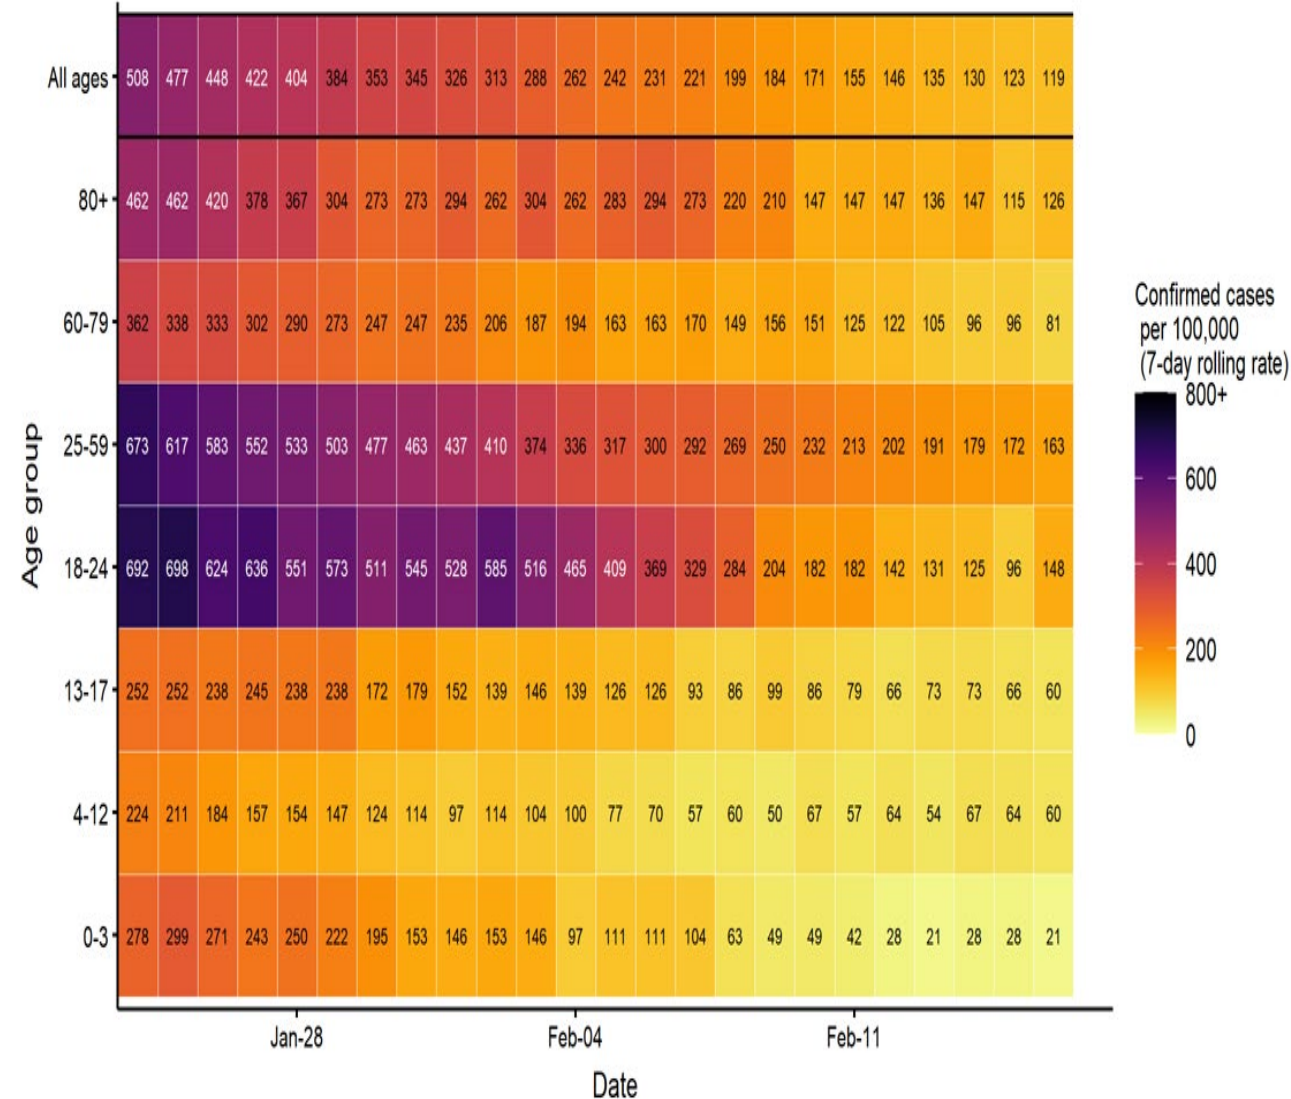 All ages 508 477 448 422 404 384 353 345 326 313 288 262 242 231 221 199 184 171 155 146 135 130 123 119
80+ 462 462 420 378 367 304 273 273 294 262 304 262 283 294 273 220 210 147 147 147 136 147 115 126
60-79 362 338 333 302 290 273 247 247 235 206 187 194 163 163 170 149 156 151 125 122 105 96 96 81
25-59 673 617 583 552 533 503 477 463 437 410 374 336 317 300 292 269 250 232 213 202 191 179 172 163
18-24 692 698 624 636 551 573 511 545 528 585 516 465 409 369 329 284 204 182 182 142 131 125 96 148
13-17 252 252 238 245 238 238 172 179 152 139 146 139 126 126 93 86 99 86 79 66 73 73 66 60
4-12 224 211 184 157 154 147 124 114 97 114 104 100 77 70 57 60 50 67 57 64 54 67 64 60
0-3 278 299 271 243 250 222 195 153 146 153 146 97 111 111 104 63 49 49 42 28 21 28 28 21
Age group
Jan-28 Feb-04 Feb-11
Date
Confirmed cases
per 100,000
(7-day rolling rate)
800+
600
400
200
0